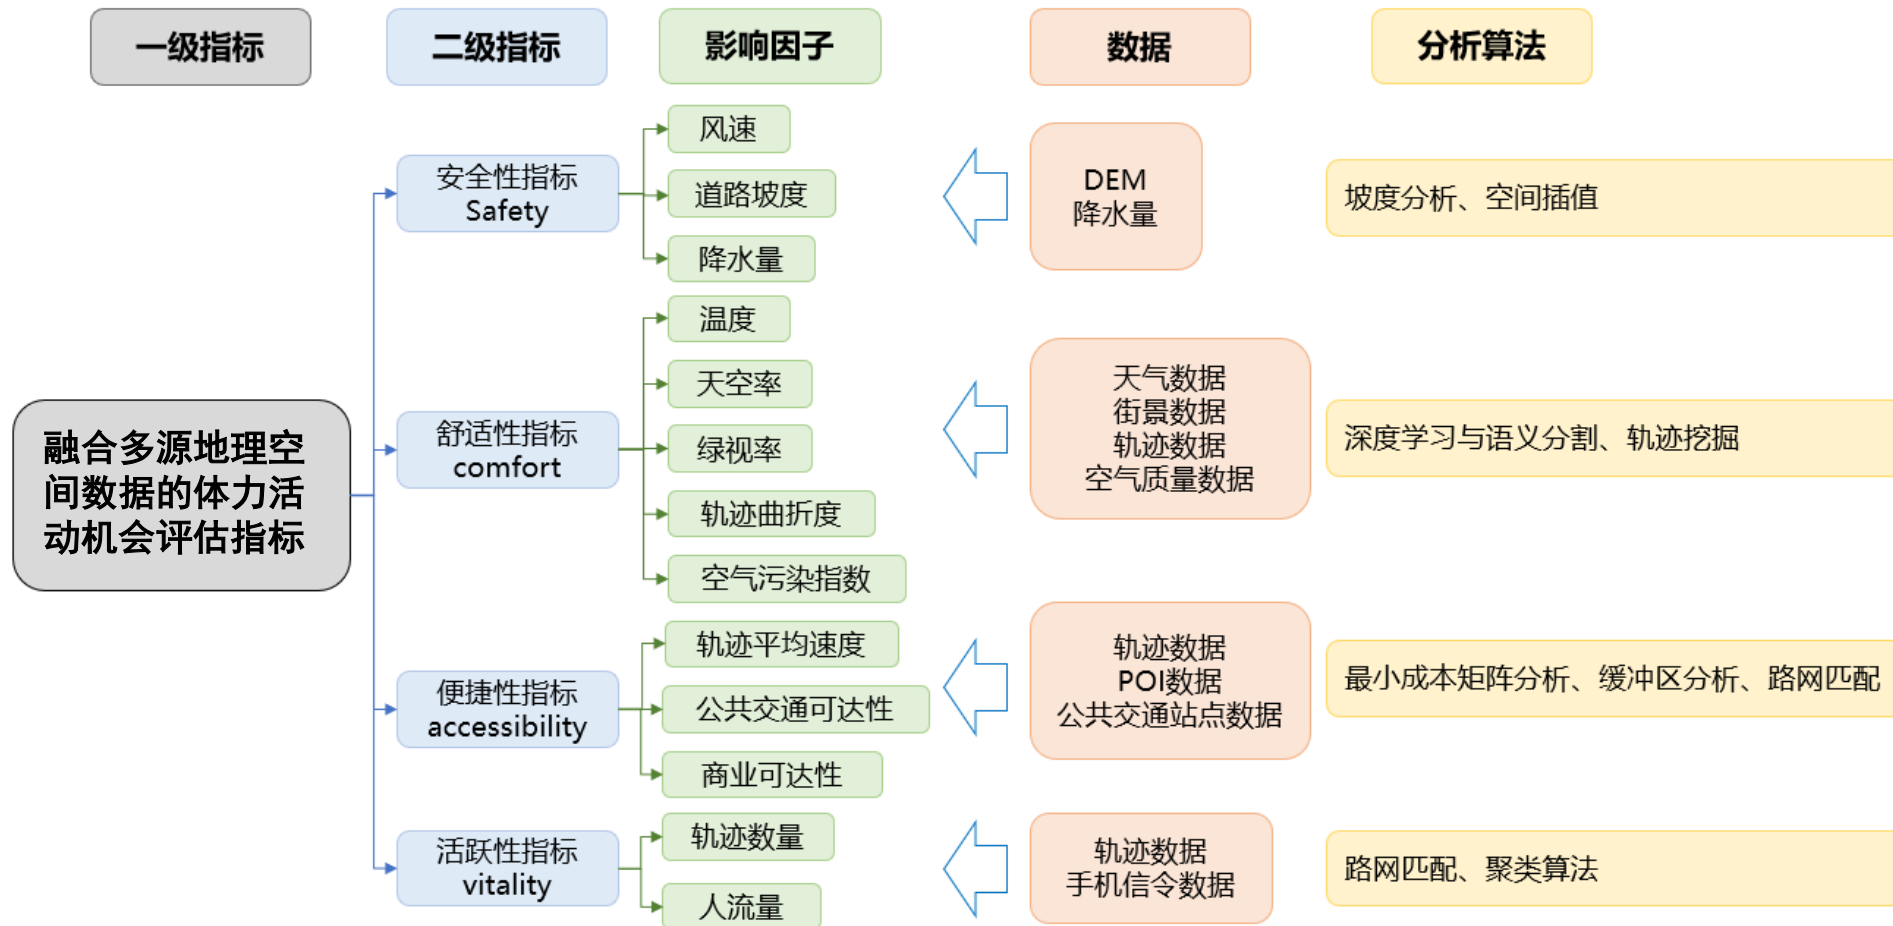 一级指标
二级指标
影响因子
数据
分析算法
融合多源地理空
间数据的体力活
动机会评估指标
安全性指标
Safety
风速
道路坡度
降水量
DEM
降水量
坡度分析、空间插值
舒适性指标
comfort
温度
天空率
绿视率
轨迹曲折度
空气污染指数
天气数据
街景数据
轨迹数据
空气质量数据
深度学习与语义分割、轨迹挖掘
便捷性指标
accessibility
轨迹平均速度
公共交通可达性
商业可达性
轨迹数据
POI数据
公共交通站点数据
最小成本矩阵分析、缓冲区分析、路网匹配
活跃性指标
vitality
轨迹数量
人流量
轨迹数据
手机信令数据
路网匹配、聚类算法